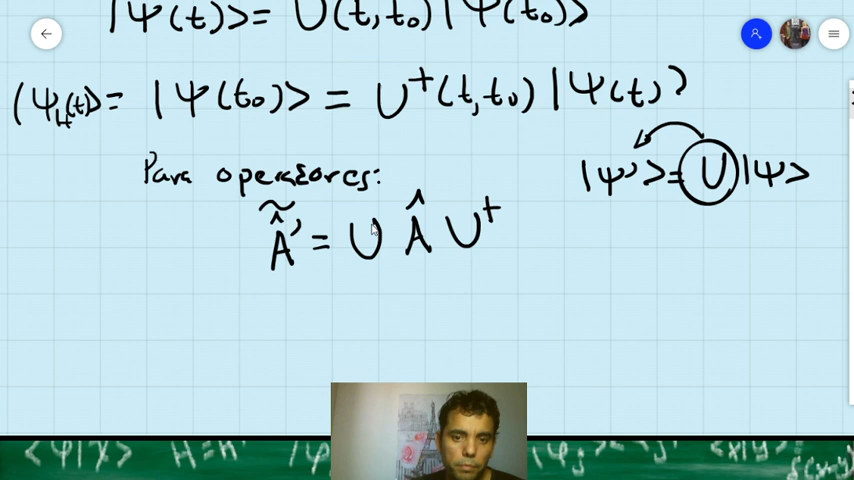 |Ψ(t)> = U(t,t₀)|Ψ(t₀)>
|Ψ_H(t)> = |Ψ(t₀)> = U⁺(t,t₀)|Ψ(t)>
Para operadores:
|Ψ'> = U|Ψ>
Â' = U Â U⁺
<Ψ|χ> H=H⁺